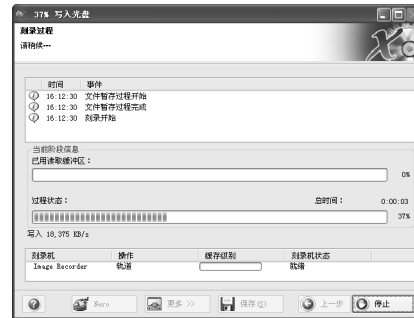 37% 写入光盘
刻录过程
请稍候---
时间 事件
16:12:30 文件暂存过程开始
16:12:30 文件暂存过程完成
16:12:30 刻录开始
当前阶段信息
已用读取缓冲区：
0%
过程状态： 总时间： 0:00:03
37%
写入 18,375 KB/s
刻录机 操作 缓存级别 刻录机状态
Image Recorder 轨道 就绪
Nero 更多 >> 保存(S) 上一步 停止